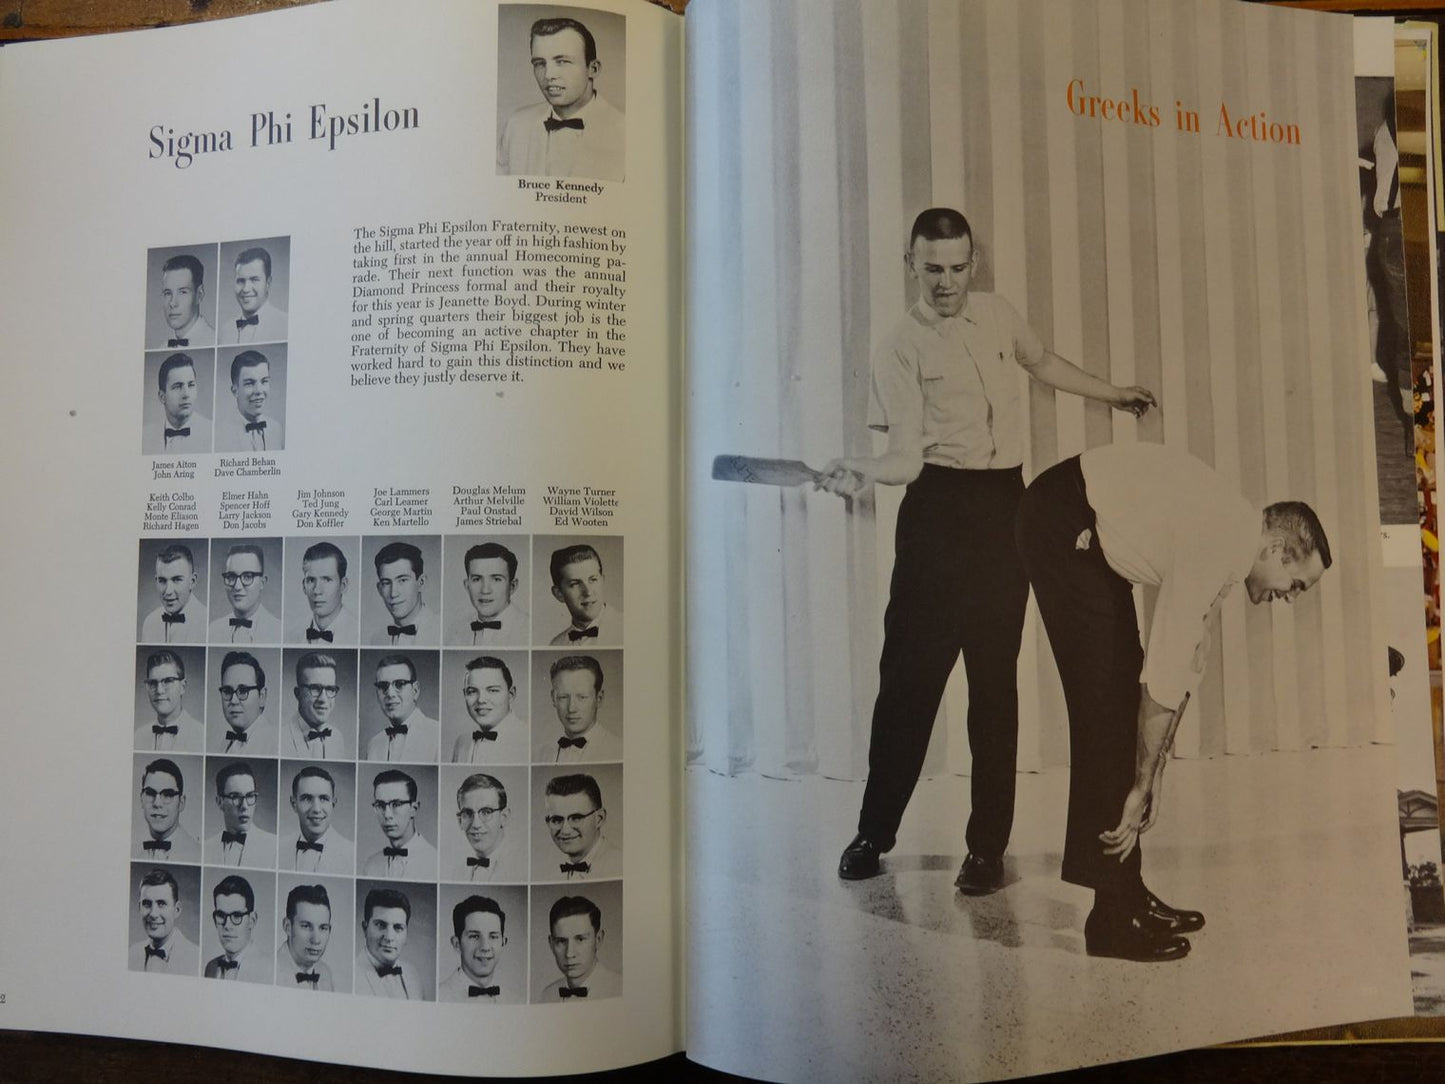 Sigma Phi Epsilon
Bruce Kennedy
President
The Sigma Phi Epsilon Fraternity, newest on
the hill, started the year off in high fashion by
taking first in the annual Homecoming pa-
rade. Their next function was the annual
Diamond Princess formal and their royalty
for this year is Jeanette Boyd. During winter
and spring quarters their biggest job is the
one of becoming an active chapter in the
Fraternity of Sigma Phi Epsilon. They have
worked hard to gain this distinction and we
believe they justly deserve it.
James Aiton
John Aring
Richard Behan
Dave Chamberlin
Keith Colbo
Kelly Conrad
Monte Eliason
Richard Hagen
Elmer Hahn
Spencer Hoff
Larry Jackson
Don Jacobs
Jim Johnson
Ted Jung
Gary Kennedy
Don Koffler
Joe Lammers
Carl Leamer
George Martin
Ken Martello
Douglas Melum
Arthur Melville
Paul Onstad
James Striebal
Wayne Turner
William Violette
David Wilson
Ed Wooten
2
Greeks in Action